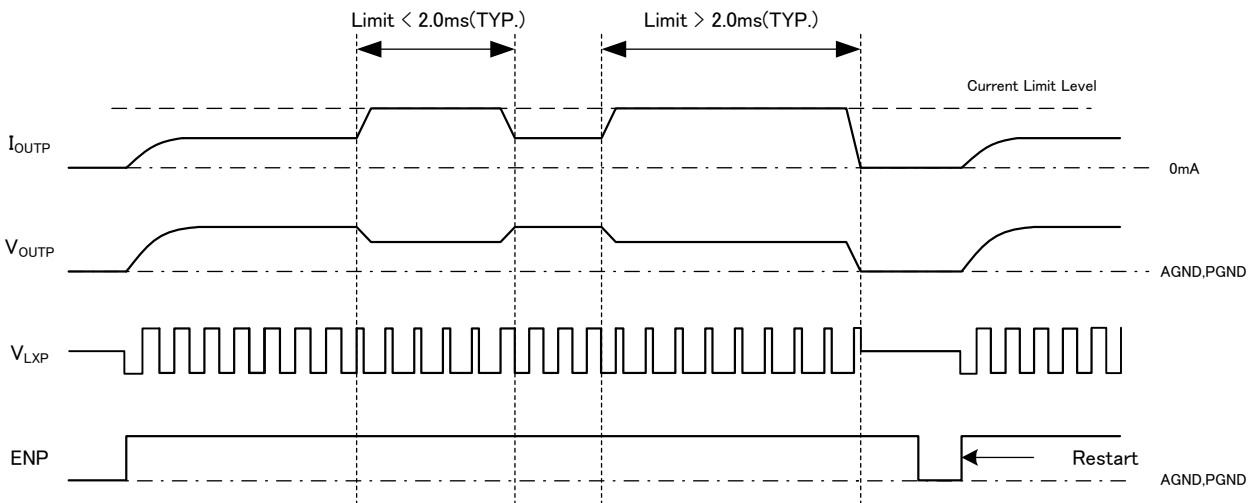 Limit < 2.0ms(TYP.)
Limit > 2.0ms(TYP.)
Current Limit Level
IOUTP
0mA
VOUTP
AGND,PGND
VLXP
ENP
Restart
AGND,PGND